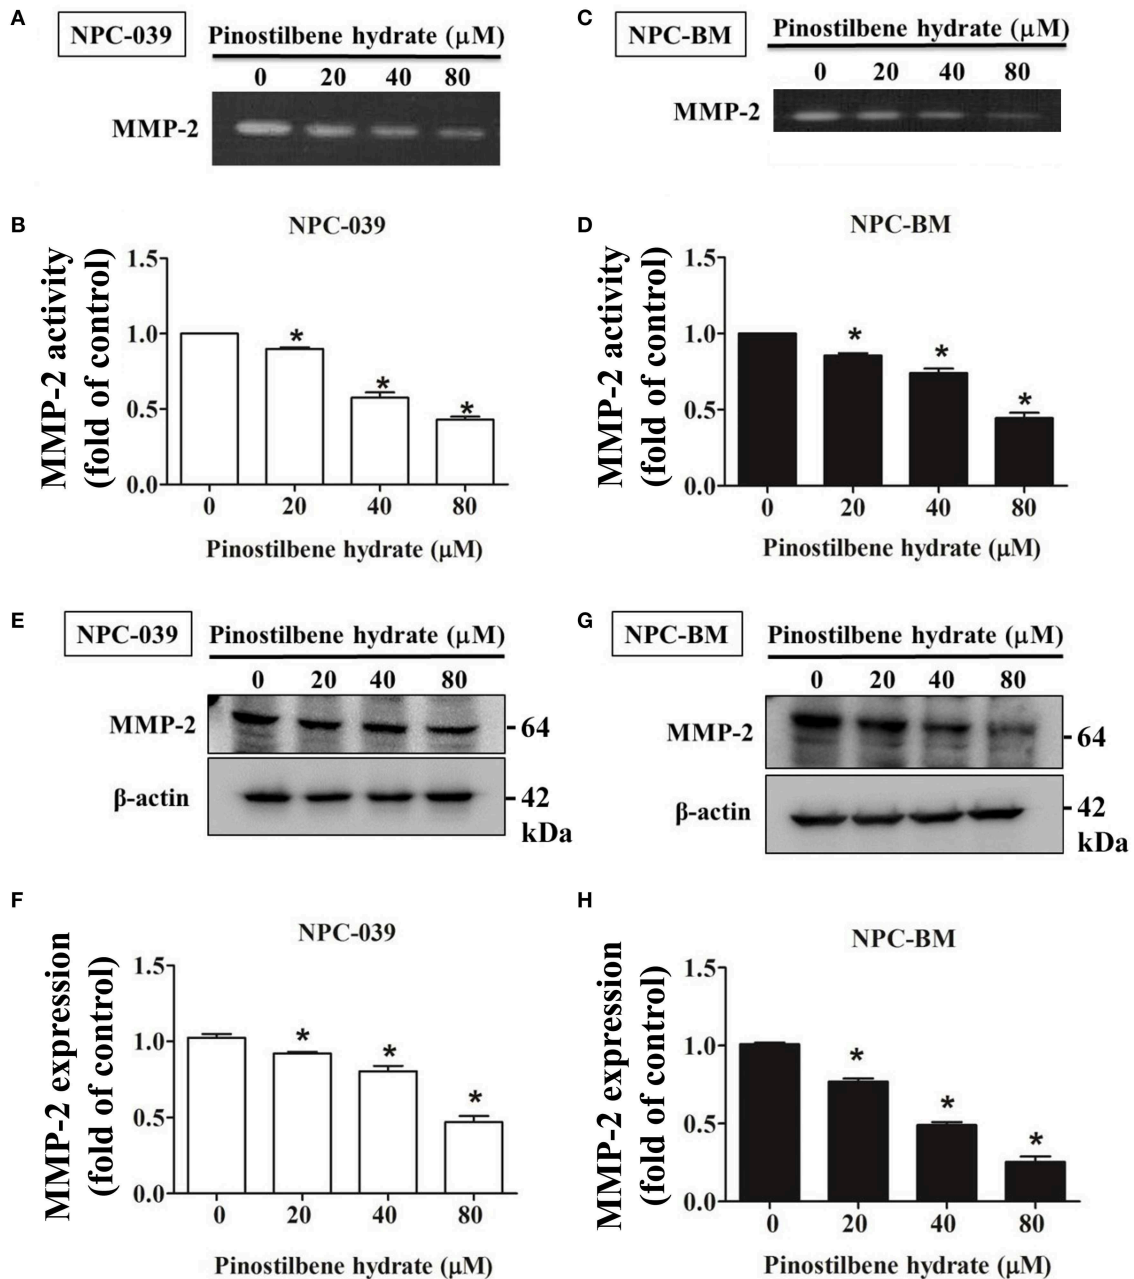 A
NPC-039
Pinostilbene hydrate (μM)
0 20 40 80
MMP-2
C
NPC-BM
Pinostilbene hydrate (μM)
0 20 40 80
MMP-2
B
NPC-039
MMP-2 activity
(fold of control)
1.5
1.0
0.5
0.0
* * *
0 20 40 80
Pinostilbene hydrate (μM)
D
NPC-BM
MMP-2 activity
(fold of control)
1.5
1.0
0.5
0.0
* * *
0 20 40 80
Pinostilbene hydrate (μM)
E
NPC-039
Pinostilbene hydrate (μM)
0 20 40 80
MMP-2
64
β-actin
42
kDa
G
NPC-BM
Pinostilbene hydrate (μM)
0 20 40 80
MMP-2
64
β-actin
42
kDa
F
NPC-039
MMP-2 expression
(fold of control)
1.5
1.0
0.5
0.0
* * *
0 20 40 80
Pinostilbene hydrate (μM)
H
NPC-BM
MMP-2 expression
(fold of control)
1.5
1.0
0.5
0.0
* * *
0 20 40 80
Pinostilbene hydrate (μM)